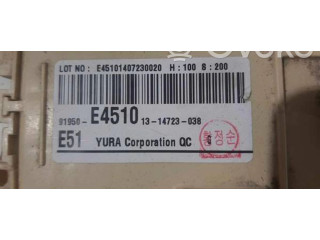 LOT NO : E45101407230020 H : 100 S : 200
91950- E4510 13-14723-038
E51 YURA Corporation QC